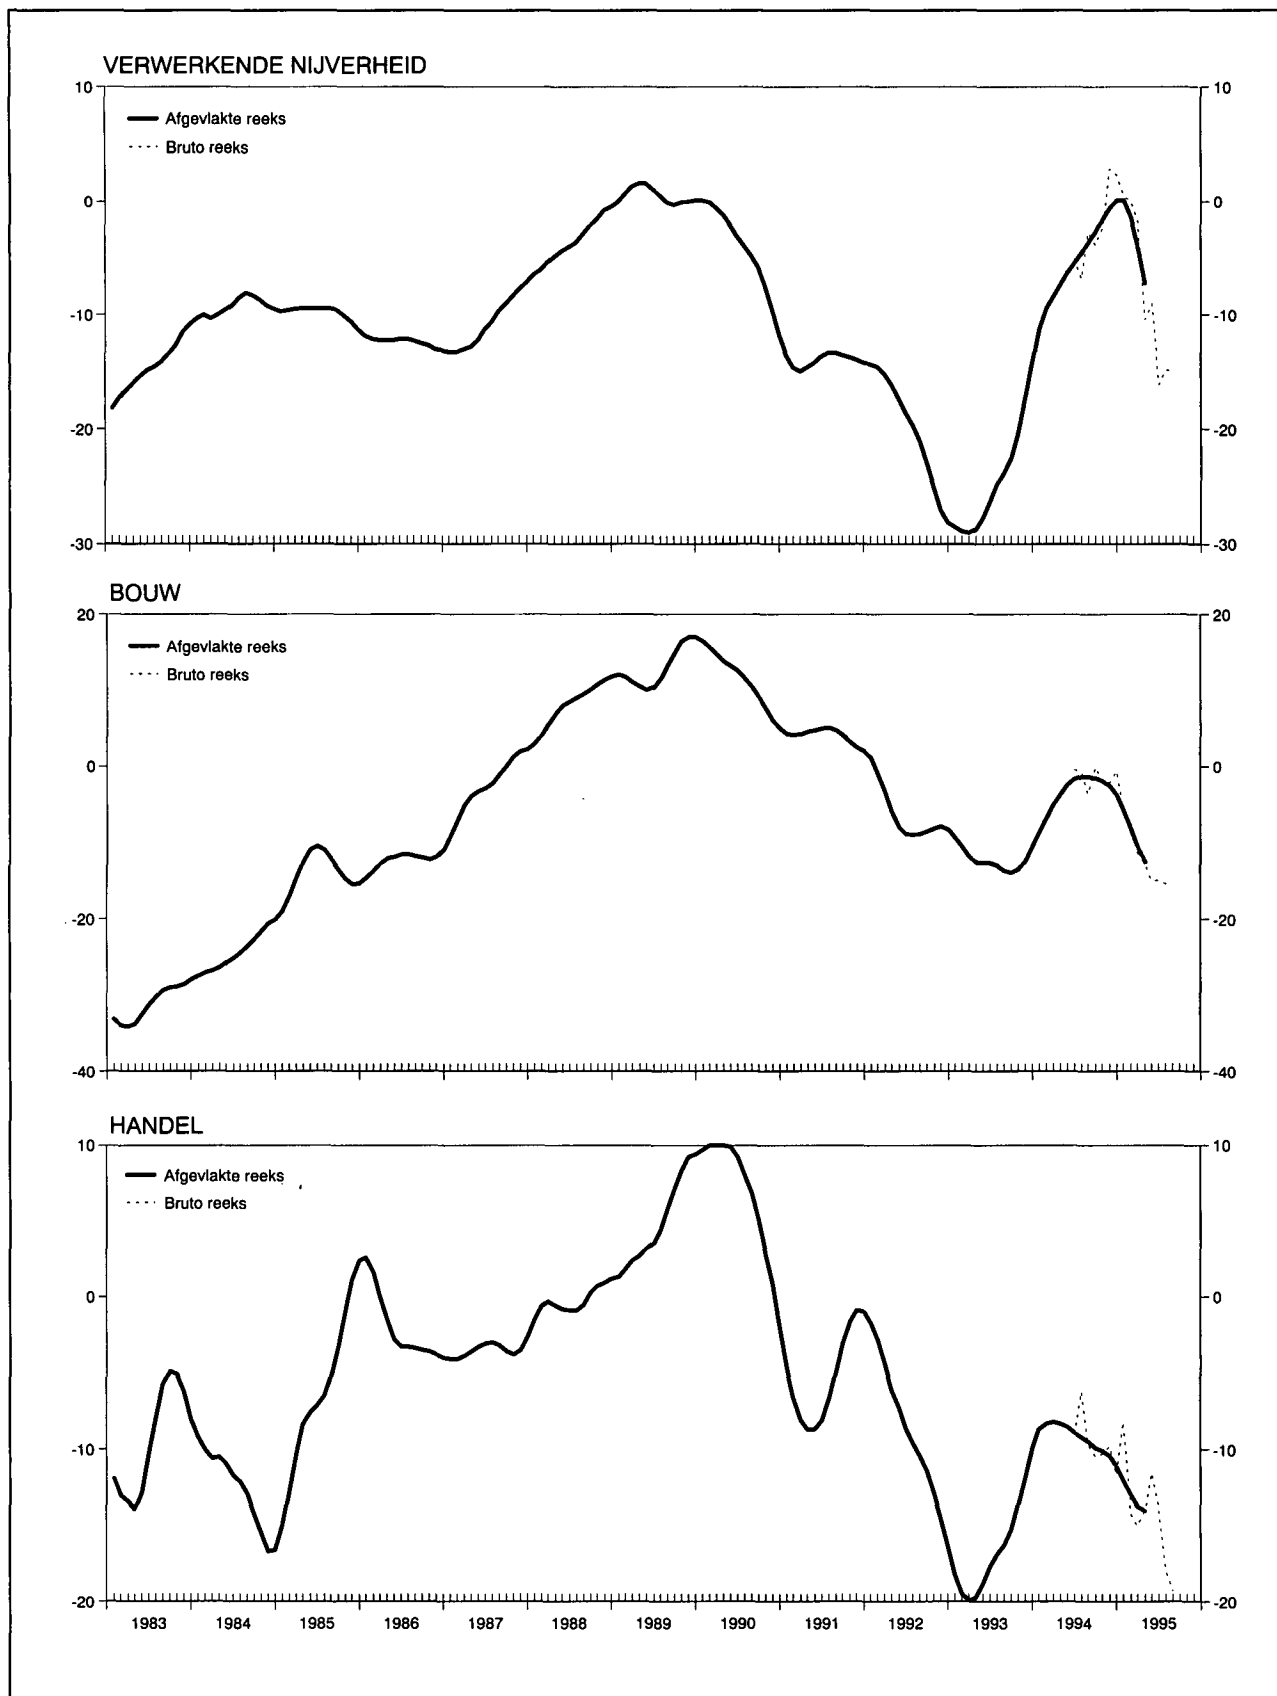 VERWERKENDE NIJVERHEID
10
10
Afgevlakte reeks
Bruto reeks
0
0
-10
-10
-20
-20
-30
-30
BOUW
20
20
Afgevlakte reeks
Bruto reeks
0
0
-20
-20
-40
-40
HANDEL
10
10
Afgevlakte reeks
Bruto reeks
0
0
-10
-10
-20
-20
1983 1984 1985 1986 1987 1988 1989 1990 1991 1992 1993 1994 1995